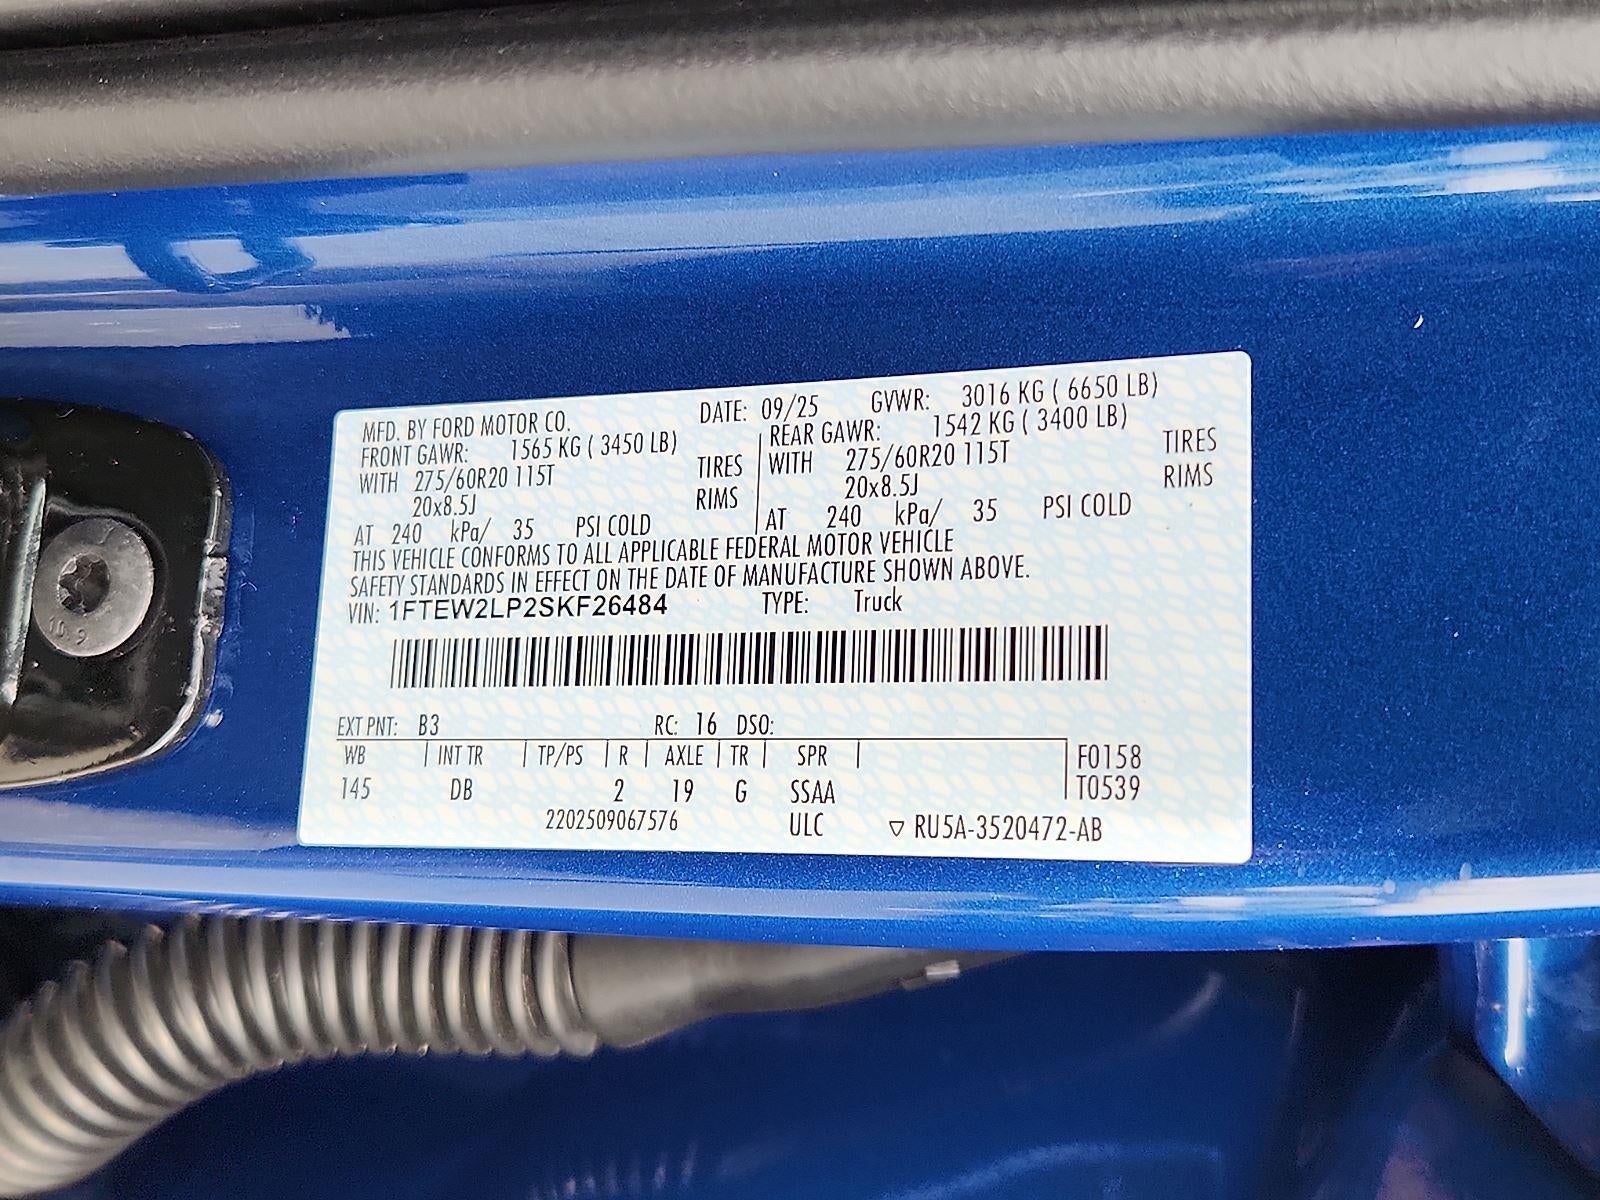 MFD. BY FORD MOTOR CO. DATE: 09/25 GVWR: 3016 KG ( 6650 LB)
FRONT GAWR: 1565 KG ( 3450 LB) REAR GAWR: 1542 KG ( 3400 LB)
WITH 275/60R20 115T TIRES WITH 275/60R20 115T TIRES
20x8.5J RIMS 20x8.5J RIMS
AT 240 kPa/ 35 PSI COLD AT 240 kPa/ 35 PSI COLD
THIS VEHICLE CONFORMS TO ALL APPLICABLE FEDERAL MOTOR VEHICLE
SAFETY STANDARDS IN EFFECT ON THE DATE OF MANUFACTURE SHOWN ABOVE.
VIN: 1FTEW2LP2SKF26484 TYPE: Truck
EXT PNT: B3 RC: 16 DSO:
WB INT TR TP/PS R AXLE TR SPR F0158
145 DB 2 19 G SSAA T0539
2202509067576 ULC ▽ RU5A-3520472-AB
10.9